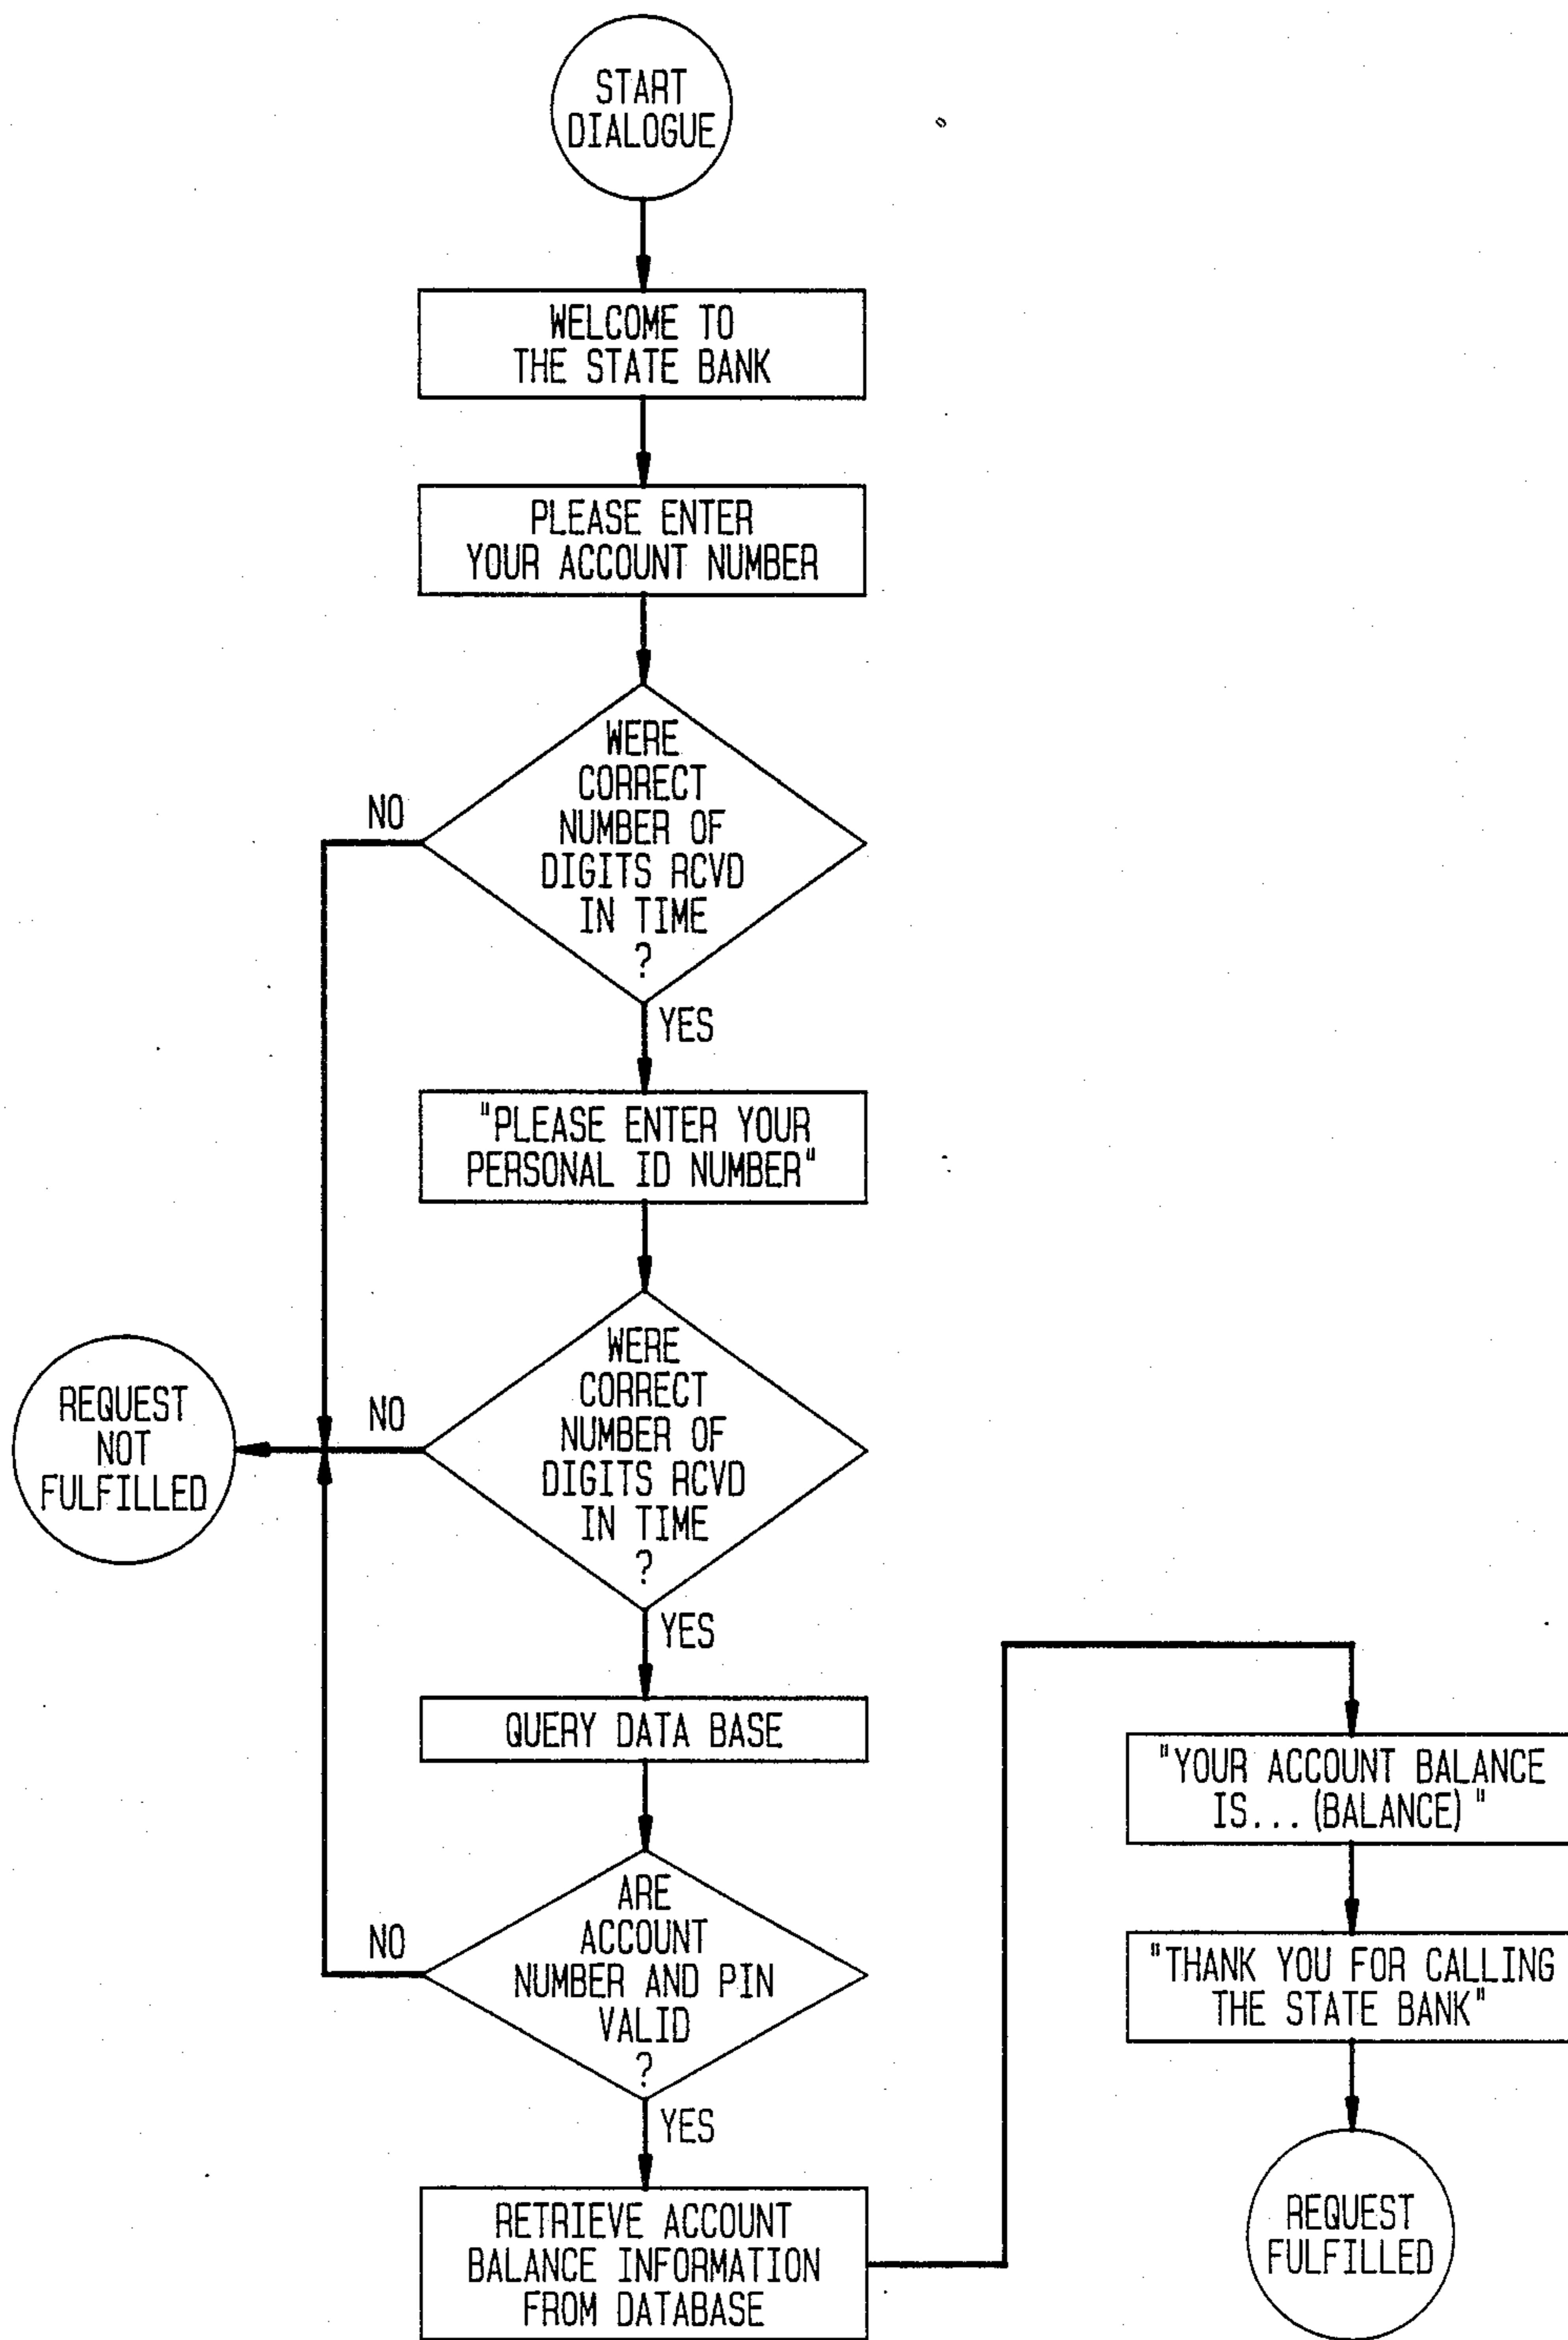 START
DIALOGUE
WELCOME TO
THE STATE BANK
PLEASE ENTER
YOUR ACCOUNT NUMBER
WERE
CORRECT
NUMBER OF
DIGITS RCVD
IN TIME
?
NO
YES
"PLEASE ENTER YOUR
PERSONAL ID NUMBER"
WERE
CORRECT
NUMBER OF
DIGITS RCVD
IN TIME
?
NO
REQUEST
NOT
FULFILLED
YES
QUERY DATA BASE
ARE
ACCOUNT
NUMBER AND PIN
VALID
?
NO
YES
RETRIEVE ACCOUNT
BALANCE INFORMATION
FROM DATABASE
"YOUR ACCOUNT BALANCE
IS... (BALANCE)"
"THANK YOU FOR CALLING
THE STATE BANK"
REQUEST
FULFILLED